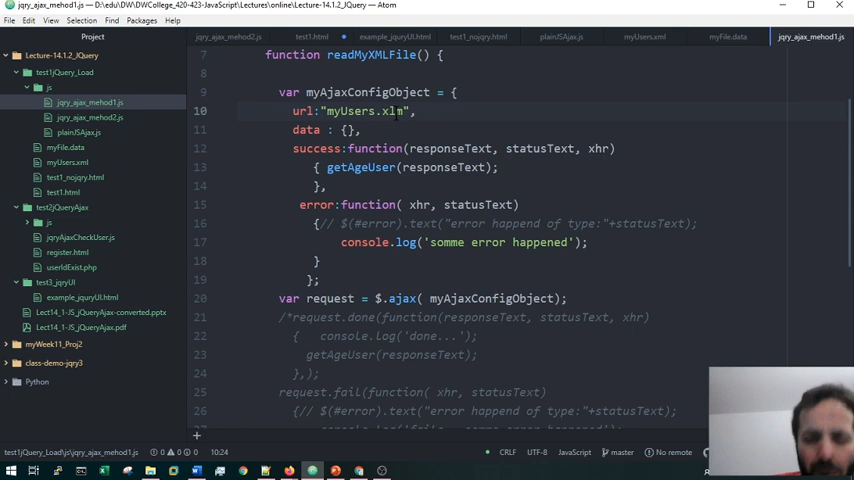 jqry_ajax_mehod1.js — D:\edu\DW\DWCollege_420-423-JavaScript\Lectures\online\Lecture-14.1.2_JQuery — Atom
File Edit View Selection Find Packages Help
Project
jqry_ajax_mehod2.js test1.html example_jquryUI.html test1_nojqry.html plainJSAjax.js myUsers.xml myFile.data jqry_ajax_mehod1.js
Lecture-14.1.2_JQuery
test1jQuery_Load
js
jqry_ajax_mehod1.js
jqry_ajax_mehod2.js
plainJSAjax.js
myFile.data
myUsers.xml
test1_nojqry.html
test1.html
test2jQueryAjax
js
jqryAjaxCheckUser.js
register.html
userIdExist.php
test3_jqryUI
example_jquryUI.html
Lect14_1-JS_jQueryAjax-converted.pptx
Lect14_1-JS_jQueryAjax.pdf
myWeek11_Proj2
class-demo-jqry3
Python
7 function readMyXMLFile() {
8
9 var myAjaxConfigObject = {
10 url:"myUsers.xlm",
11 data : {},
12 success:function(responseText, statusText, xhr)
13 { getAgeUser(responseText);
14 },
15 error:function( xhr, statusText)
16 {// $(#error).text("error happend of type:"+statusText);
17 console.log('somme error happened');
18 }
19 };
20 var request = $.ajax( myAjaxConfigObject);
21 /*request.done(function(responseText, statusText, xhr)
22 { console.log('done...');
23 getAgeUser(responseText);
24 },);
25 request.fail(function( xhr, statusText)
26 {// $(#error).text("error happend of type:"+statusText);
test1jQuery_Load\js\jqry_ajax_mehod1.js 0 0 0 10:24 CRLF UTF-8 JavaScript master No remote